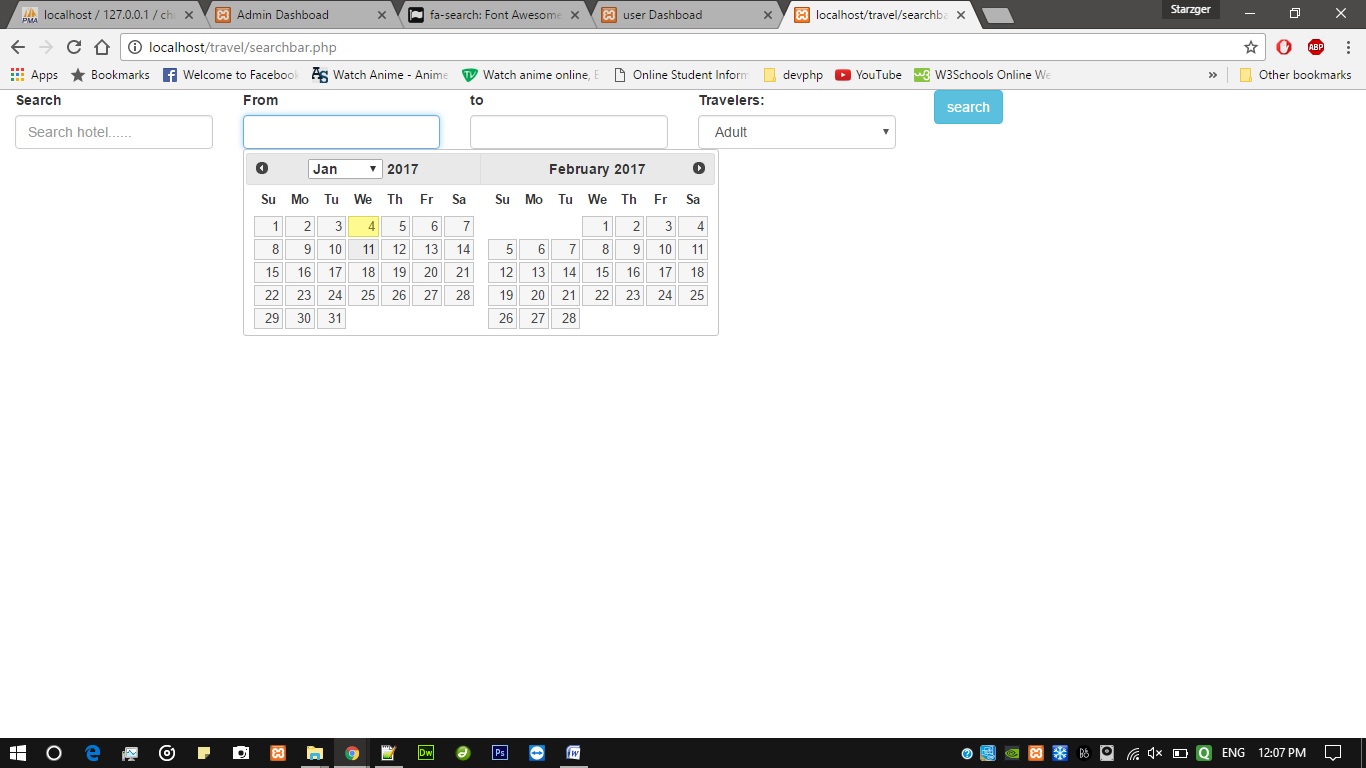 localhost / 127.0.0.1 / ch
Admin Dashboad
fa-search: Font Awesome
user Dashboad
localhost/travel/searchba
Starzger
localhost/travel/searchbar.php
ABP
Apps
Bookmarks
Welcome to Facebook
Watch Anime - Anime
Watch anime online, E
Online Student Inform
devphp
YouTube
W3Schools Online We
»
Other bookmarks
Search
From
to
Travelers:
search
Search hotel......
Adult
Jan 2017
February 2017
Su Mo Tu We Th Fr Sa
Su Mo Tu We Th Fr Sa
1 2 3 4 5 6 7
1 2 3 4
8 9 10 11 12 13 14
5 6 7 8 9 10 11
15 16 17 18 19 20 21
12 13 14 15 16 17 18
22 23 24 25 26 27 28
19 20 21 22 23 24 25
29 30 31
26 27 28
Dw
Ps
ENG
12:07 PM